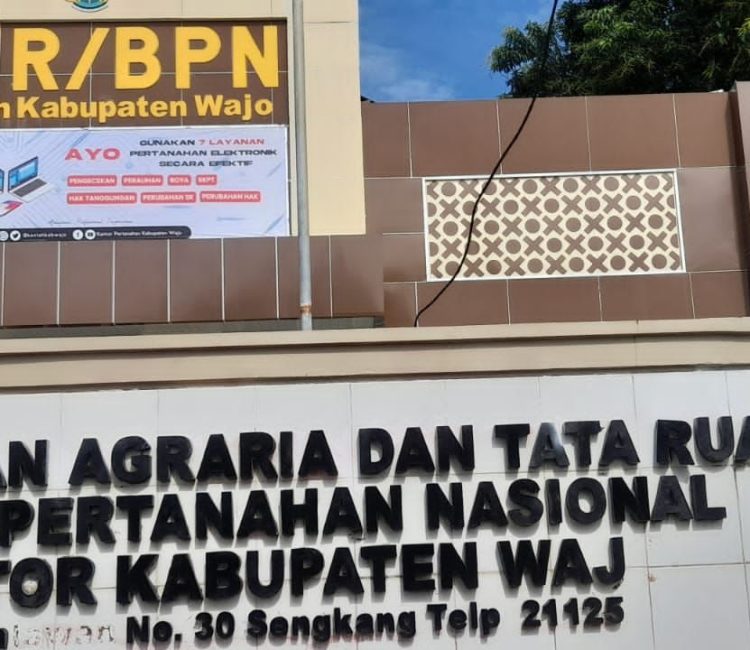 R/BPN
n Kabupaten Wajo
AYO GUNAKAN 7 LAYANAN
PERTANAHAN ELEKTRONIK
SECARA EFEKTIF
PENGECEKAN PERALIHAN ROYA SKPT
HAK TANGGUNGAN PERUBAHAN SK PERUBAHAN HAK
Kantor Pertanahan Kabupaten Wajo
AN AGRARIA DAN TATA RUA
PERTANAHAN NASIONAL
TOR KABUPATEN WAJ
No. 30 Sengkang Telp 21125